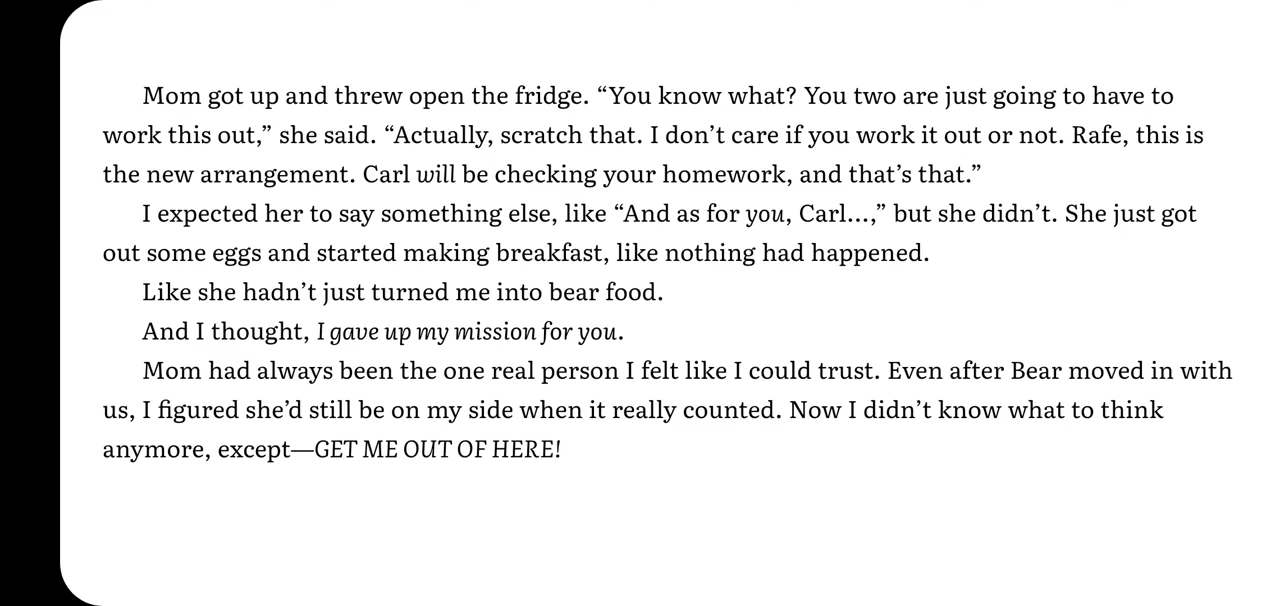 Mom got up and threw open the fridge. “You know what? You two are just going to have to
work this out,” she said. “Actually, scratch that. I don’t care if you work it out or not. Rafe, this is
the new arrangement. Carl will be checking your homework, and that’s that.”
I expected her to say something else, like “And as for you, Carl…,” but she didn’t. She just got
out some eggs and started making breakfast, like nothing had happened.
Like she hadn’t just turned me into bear food.
And I thought, I gave up my mission for you.
Mom had always been the one real person I felt like I could trust. Even after Bear moved in with
us, I figured she’d still be on my side when it really counted. Now I didn’t know what to think
anymore, except—GET ME OUT OF HERE!